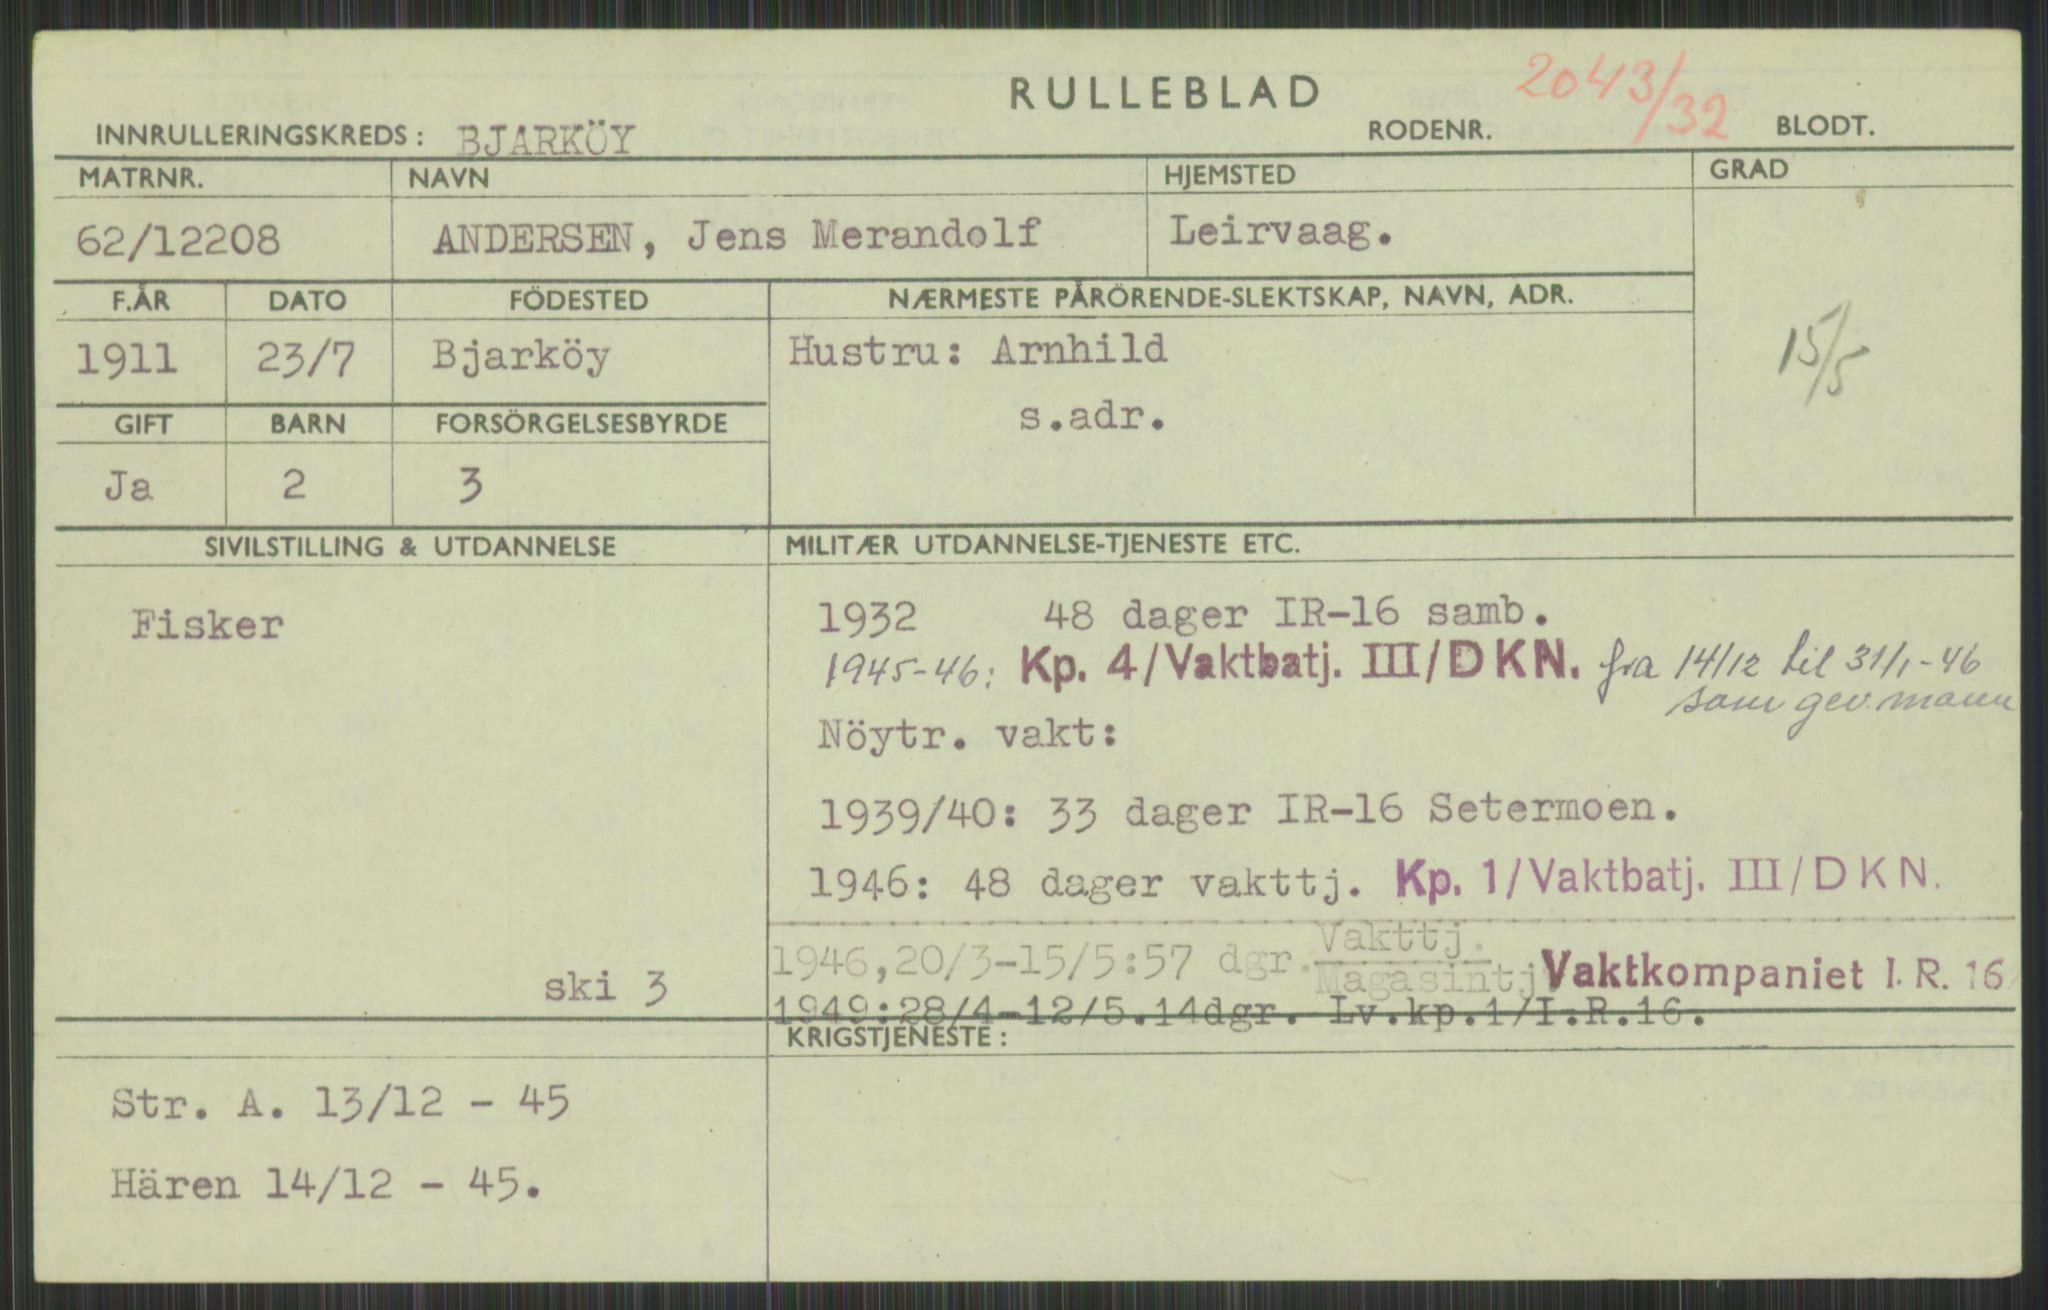 RULLEBLAD
2043/32
INNRULLERINGSKREDS: BJARKÖY RODENR. BLODT.
MATRNR. NAVN HJEMSTED GRAD
62/12208 ANDERSEN, Jens Merandolf Leirvaag.
F.ÅR DATO FÖDESTED NÆRMESTE PÅRÖRENDE-SLEKTSKAP, NAVN, ADR.
1911 23/7 Bjarköy Hustru: Arnhild
15/5
GIFT BARN FORSÖRGELSESBYRDE s.adr.
Ja 2 3
SIVILSTILLING & UTDANNELSE MILITÆR UTDANNELSE-TJENESTE ETC.
Fisker
ski 3
1932 48 dager IR-16 samb.
1945-46: Kp. 4/Vaktbatj. III/DKN. fra 14/12 til 31/1-46
som gev. mann
Nöytr. vakt:
1939/40: 33 dager IR-16 Setermoen.
1946: 48 dager vakttj. Kp. 1/Vaktbatj. III/DKN.
1946,20/3-15/5:57 dgr. Vakttj.
Magasintj Vaktkompaniet I.R. 16
1949:28/4-12/5.14dgr. Lv.kp.1/I.R.16.
KRIGSTJENESTE:
Str. A. 13/12 - 45
Hären 14/12 - 45.